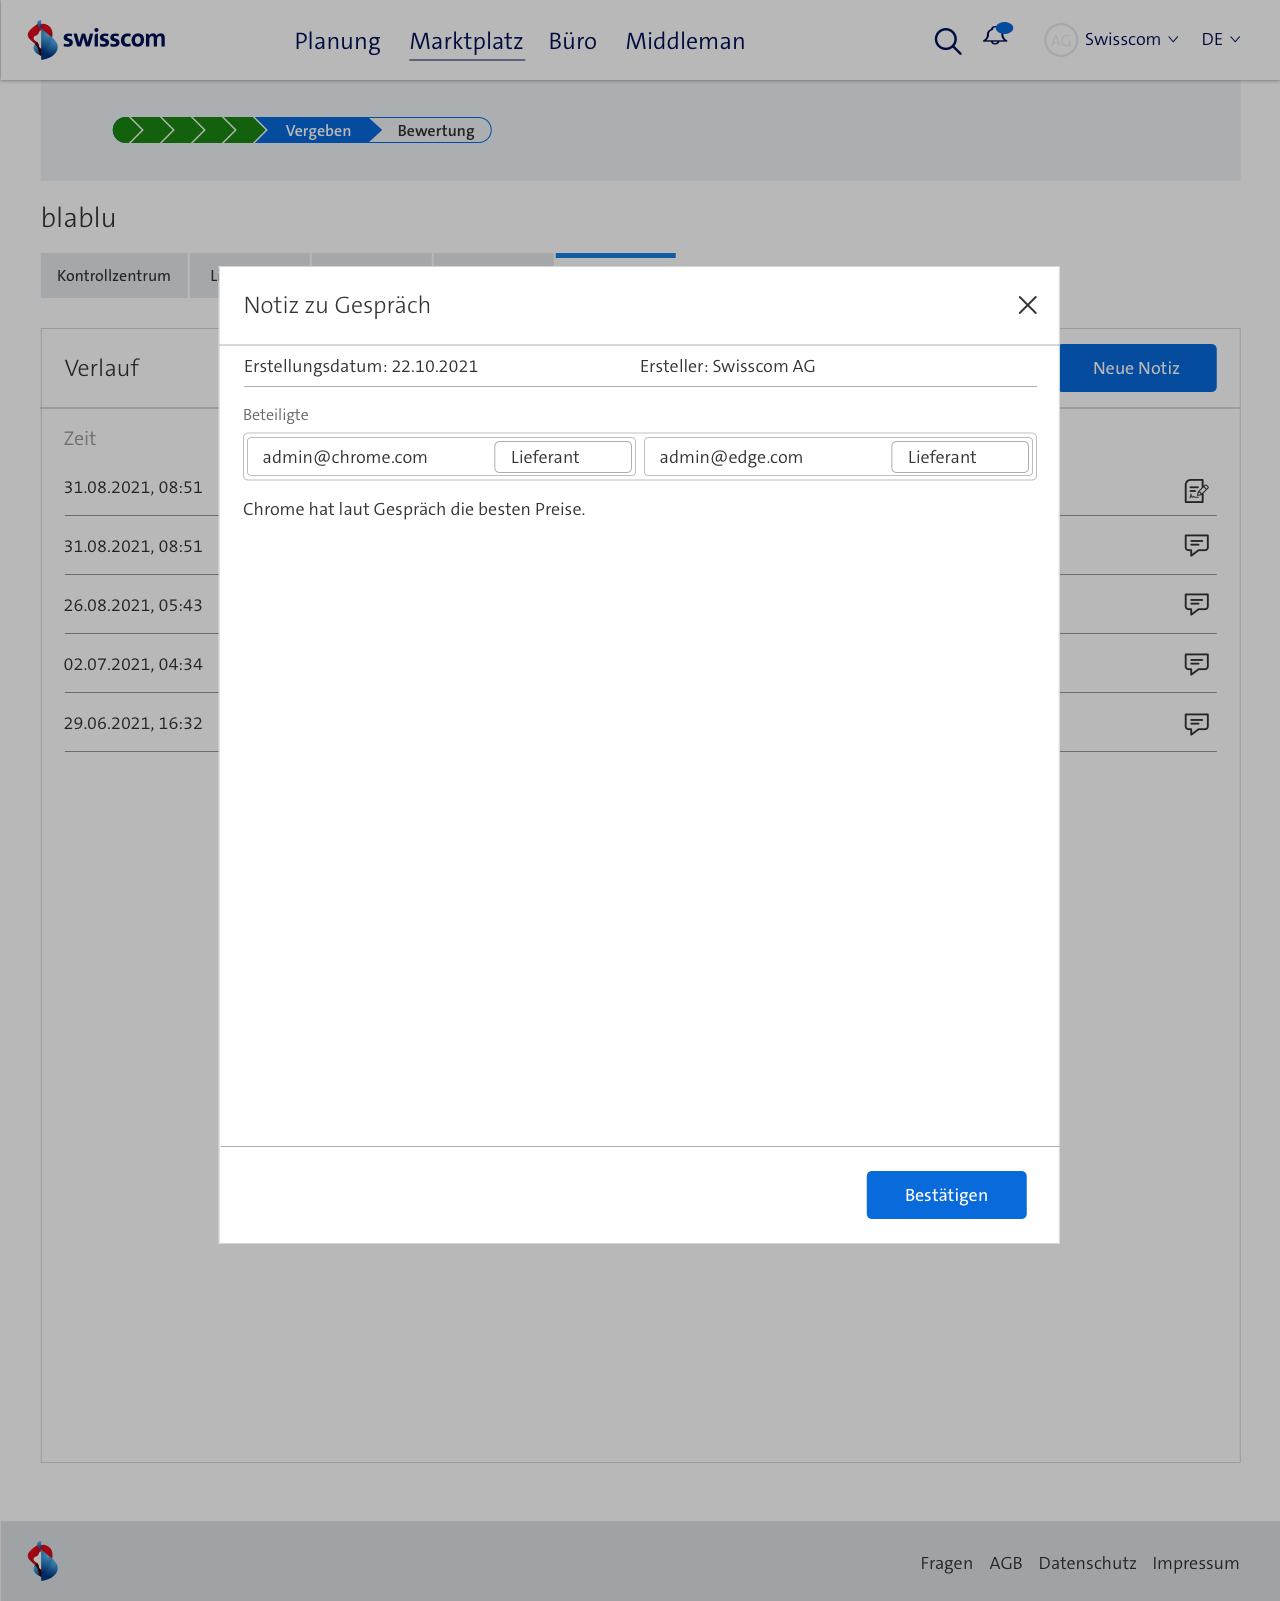 swisscom
Planung Marktplatz Büro Middleman
AG Swisscom DE
Vergeben Bewertung
blablu
Kontrollzentrum
Notiz zu Gespräch
Verlauf
Erstellungsdatum: 22.10.2021 Ersteller: Swisscom AG
Neue Notiz
Beteiligte
Zeit
admin@chrome.com Lieferant admin@edge.com Lieferant
31.08.2021, 08:51
Chrome hat laut Gespräch die besten Preise.
31.08.2021, 08:51
26.08.2021, 05:43
02.07.2021, 04:34
29.06.2021, 16:32
Bestätigen
Fragen AGB Datenschutz Impressum